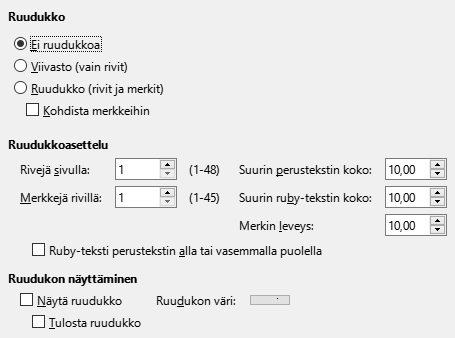 Ruudukko
Ei ruudukkoa
Viivasto (vain rivit)
Ruudukko (rivit ja merkit)
Kohdista merkkeihin
Ruudukkoasettelu
Rivejä sivulla: 1 (1-48) Suurin perustekstin koko: 10,00
Merkkejä rivillä: 1 (1-45) Suurin ruby-tekstin koko: 10,00
Merkin leveys: 10,00
Ruby-teksti perustekstin alla tai vasemmalla puolella
Ruudukon näyttäminen
Näytä ruudukko Ruudukon väri:
Tulosta ruudukko